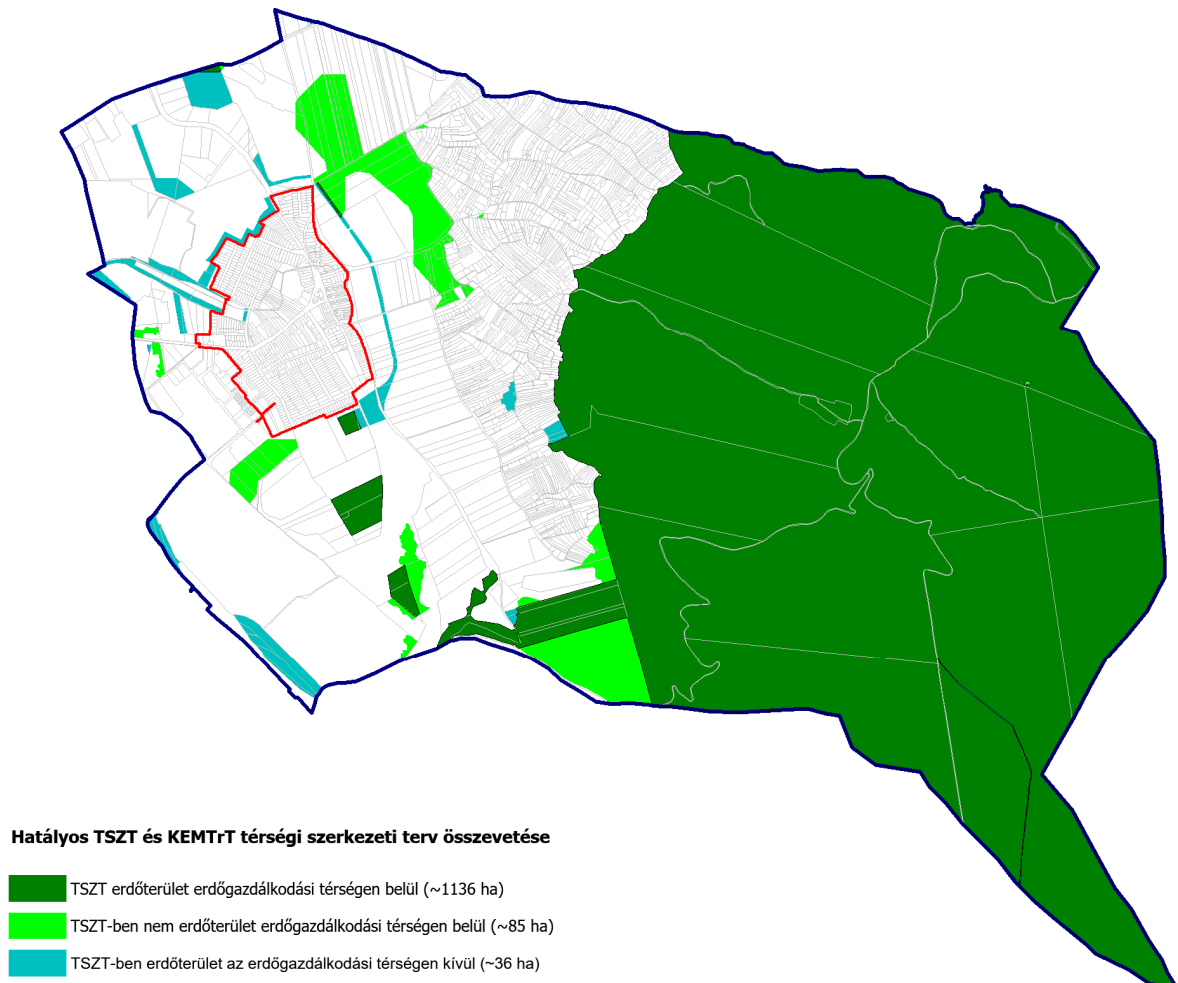 Hatályos TSZT és KEMTrT térségi szerkezeti terv összevetése
TSZT erdőterület erdőgazdálkodási térségen belül (~1136 ha)
TSZT-ben nem erdőterület erdőgazdálkodási térségen belül (~85 ha)
TSZT-ben erdőterület az erdőgazdálkodási térségen kívül (~36 ha)